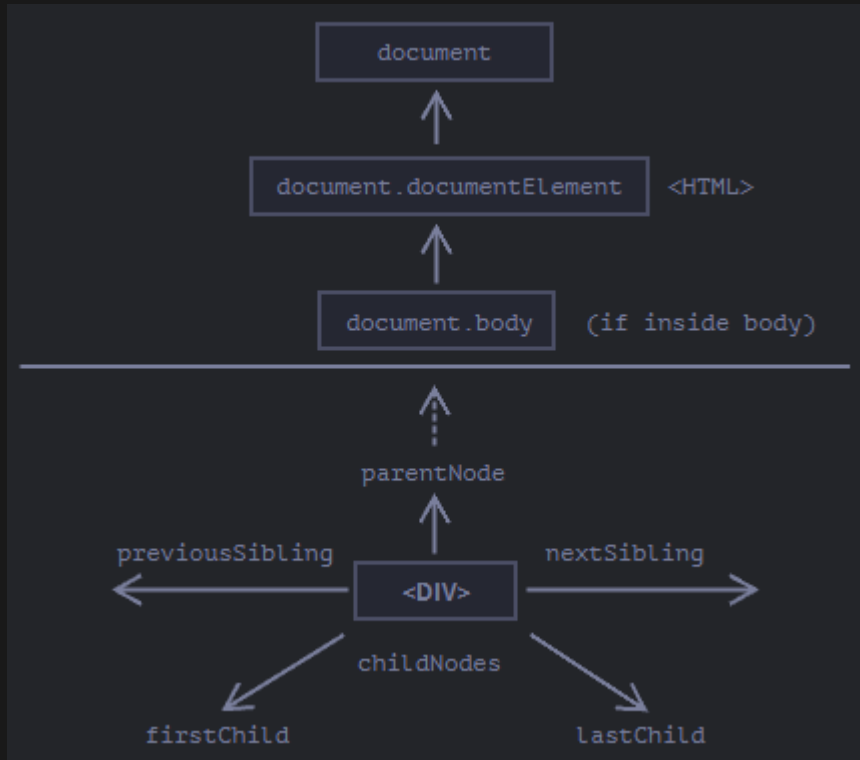 document
document.documentElement <HTML>
document.body (if inside body)
parentNode
previousSibling nextSibling
<DIV>
childNodes
firstChild lastChild